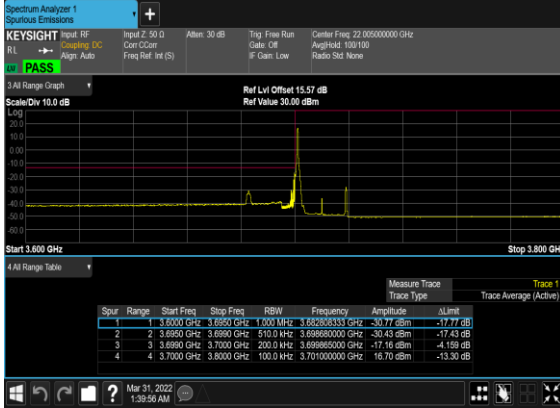 Spectrum Analyzer 1
Spurious Emissions
+
KEYSIGHT Input: RF Input Z: 50 Ω Atten: 30 dB Trig: Free Run Center Freq: 22.005000000 GHz
RL Coupling: DC Corr CCorr Gate: Off Avg|Hold: 100/100
Align: Auto Freq Ref: Int (S) IF Gain: Low Radio Std: None
LXI PASS
3.All Range Graph
Ref Lvl Offset 15.57 dB
Scale/Div 10.0 dB Ref Value 30.00 dBm
Log
20.0
10.0
0.00
-10.0
-20.0
-30.0
-40.0
-50.0
-60.0
Start 3.600 GHz Stop 3.800 GH
4.All Range Table
Measure Trace Trace 1
Trace Type Trace Average (Active)
Spur Range Start Freq Stop Freq RBW Frequency Amplitude ΔLimit
1 1 3.6000 GHz 3.6950 GHz 1.000 MHz 3.682808333 GHz -30.77 dBm -17.77 dB
2 2 3.6950 GHz 3.6990 GHz 510.0 kHz 3.698680000 GHz -30.43 dBm -17.43 dB
3 3 3.6990 GHz 3.7000 GHz 200.0 kHz 3.699865000 GHz -17.16 dBm -4.159 dB
4 4 3.7000 GHz 3.8000 GHz 100.0 kHz 3.701000000 GHz 16.70 dBm -13.30 dB
? Mar 31, 2022
1:39:56 AM